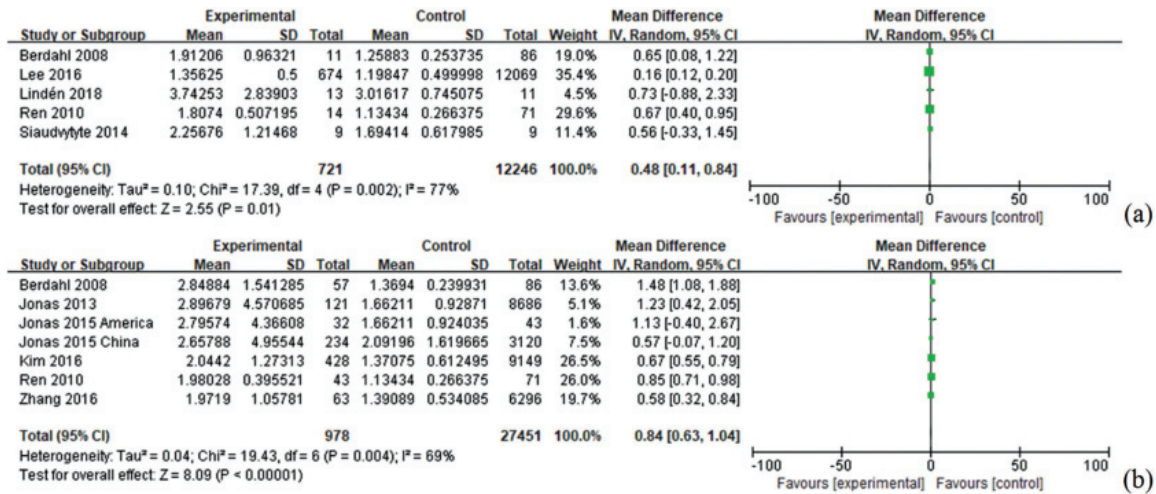 Experimental Control Mean Difference Mean Difference
Study or Subgroup Mean SD Total Mean SD Total Weight IV, Random, 95% CI IV, Random, 95% CI
Berdahl 2008 1.91206 0.96321 11 1.25883 0.253735 86 19.0% 0.65 [0.08, 1.22]
Lee 2016 1.35625 0.5 674 1.19847 0.499998 12069 35.4% 0.16 [0.12, 0.20]
Lindén 2018 3.74253 2.83903 13 3.01617 0.745075 11 4.5% 0.73 [-0.88, 2.33]
Ren 2010 1.8074 0.507195 14 1.13434 0.266375 71 29.6% 0.67 [0.40, 0.95]
Siaudvytyte 2014 2.25676 1.21468 9 1.69414 0.617985 9 11.4% 0.56 [-0.33, 1.45]
Total (95% CI) 721 12246 100.0% 0.48 [0.11, 0.84]
Heterogeneity: Tau² = 0.10; Chi² = 17.39, df = 4 (P = 0.002); I² = 77%
Test for overall effect: Z = 2.55 (P = 0.01)
-100 -50 0 50 100
Favours [experimental] Favours [control]
(a)
Experimental Control Mean Difference Mean Difference
Study or Subgroup Mean SD Total Mean SD Total Weight IV, Random, 95% CI IV, Random, 95% CI
Berdahl 2008 2.84884 1.541285 57 1.3694 0.239931 86 13.6% 1.48 [1.08, 1.88]
Jonas 2013 2.89679 4.570685 121 1.66211 0.92871 8686 5.1% 1.23 [0.42, 2.05]
Jonas 2015 America 2.79574 4.36608 32 1.66211 0.924035 43 1.6% 1.13 [-0.40, 2.67]
Jonas 2015 China 2.65788 4.95544 234 2.09196 1.619665 3120 7.5% 0.57 [-0.07, 1.20]
Kim 2016 2.0442 1.27313 428 1.37075 0.612495 9149 26.5% 0.67 [0.55, 0.79]
Ren 2010 1.98028 0.395521 43 1.13434 0.266375 71 26.0% 0.85 [0.71, 0.98]
Zhang 2016 1.9719 1.05781 63 1.39089 0.534085 6296 19.7% 0.58 [0.32, 0.84]
Total (95% CI) 978 27451 100.0% 0.84 [0.63, 1.04]
Heterogeneity: Tau² = 0.04; Chi² = 19.43, df = 6 (P = 0.004); I² = 69%
Test for overall effect: Z = 8.09 (P < 0.00001)
-100 -50 0 50 100
Favours [experimental] Favours [control]
(b)